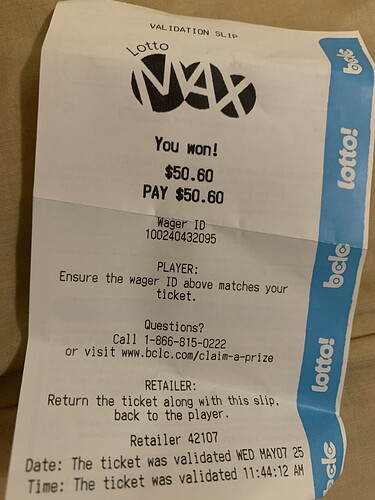 VALIDATION SLIP
Lotto
MAX
You won!
$50.60
PAY $50.60
Wager ID
100240432095
PLAYER:
Ensure the wager ID above matches your
ticket.
Questions?
Call 1-866-815-0222
or visit www.bclc.com/claim-a-prize
RETAILER:
Return the ticket along with this slip,
back to the player.
Retailer 42107
Date: The ticket was validated WED MAY07 25
Time: The ticket was validated 11:44:12 AM
bclc
lotto!
bclc
lotto!
bclc